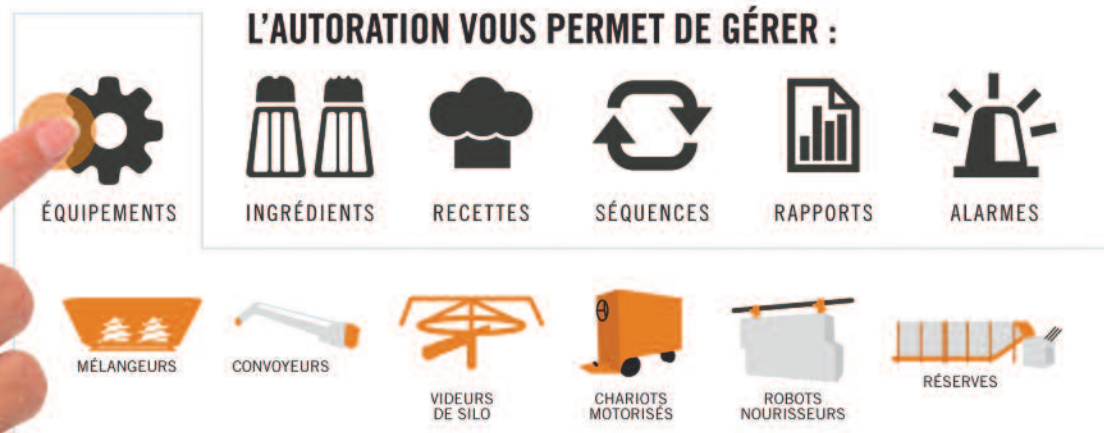 L'AUTORATION VOUS PERMET DE GÉRER :
ÉQUIPEMENTS
INGRÉDIENTS
RECETTES
SÉQUENCES
RAPPORTS
ALARMES
MÉLANGEURS
CONVOYEURS
VIDEURS
DE SILO
CHARIOTS
MOTORISÉS
ROBOTS
NOURISSEURS
RÉSERVES